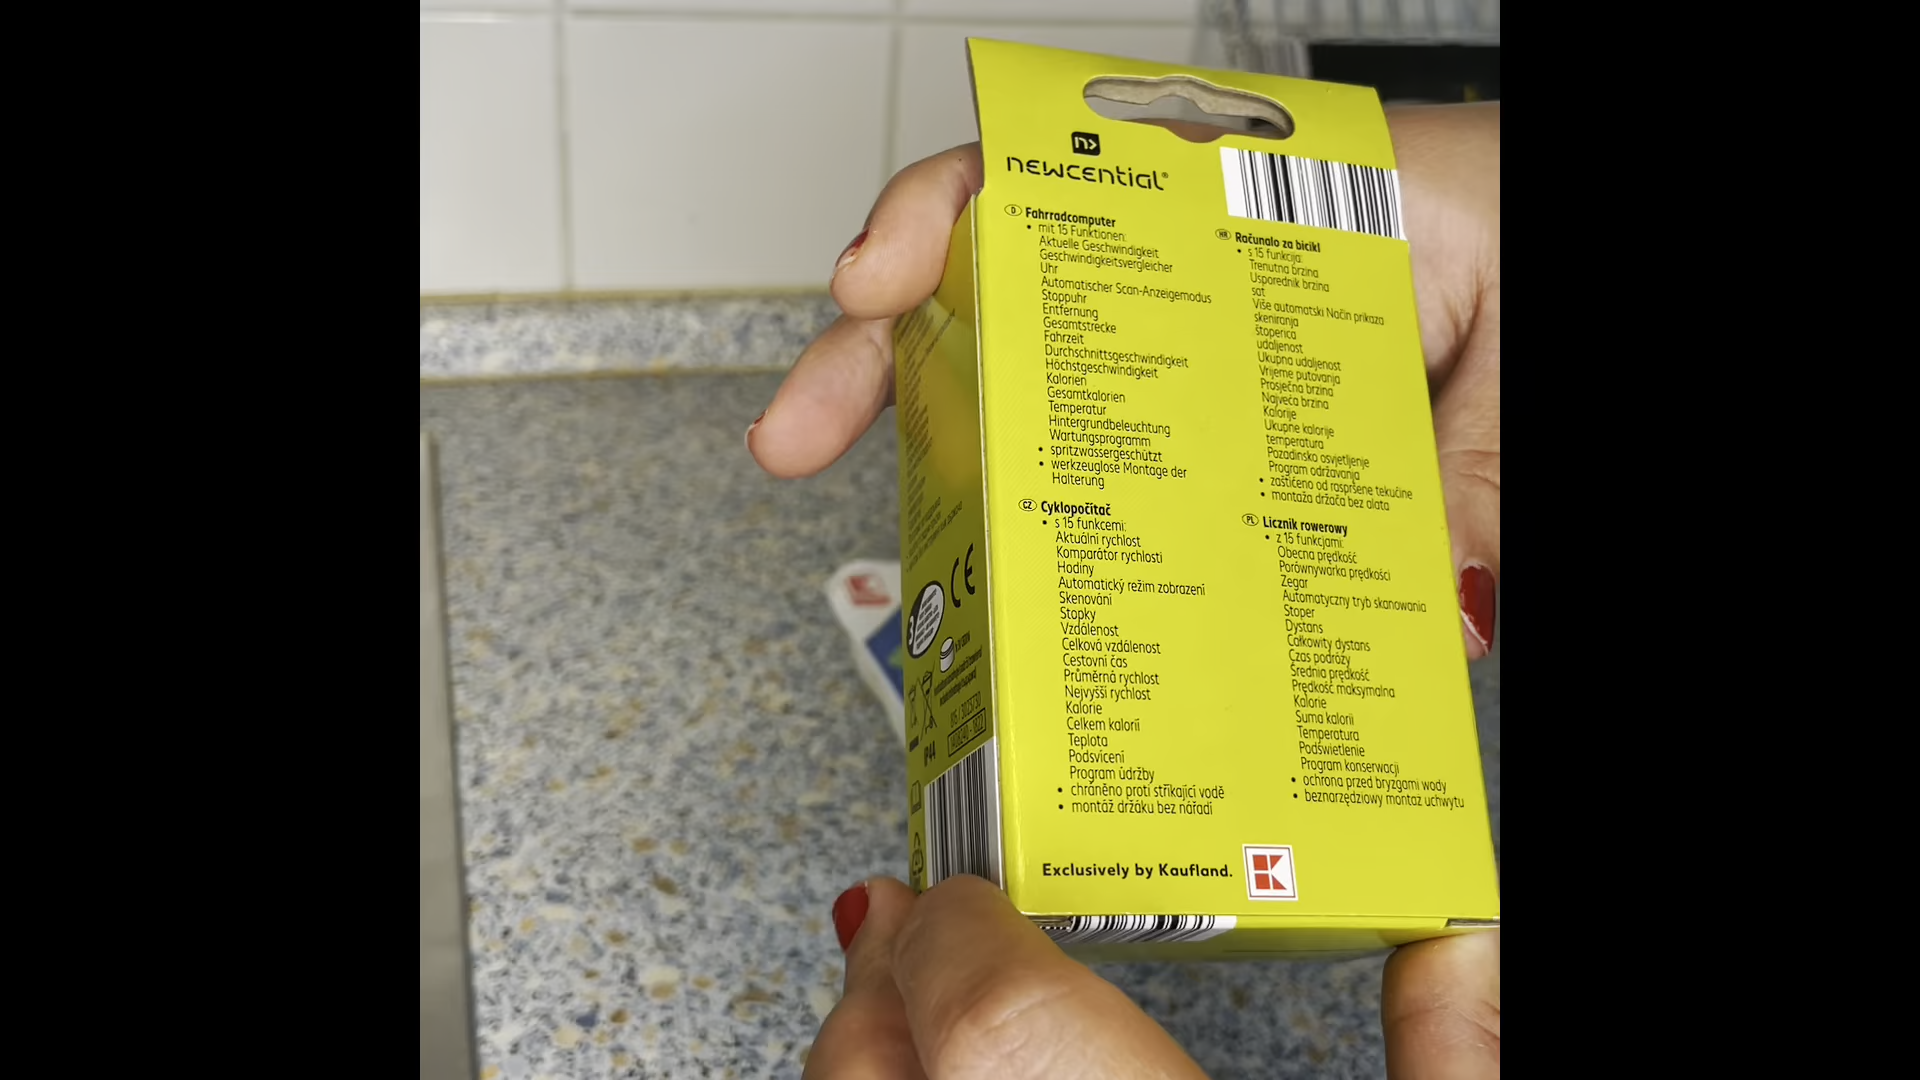 newcential®
D Fahrradcomputer
• mit 15 Funktionen:
Aktuelle Geschwindigkeit
Geschwindigkeitsvergleicher
Uhr
Automatischer Scan-Anzeigemodus
Stoppuhr
Entfernung
Gesamtstrecke
Fahrzeit
Durchschnittsgeschwindigkeit
Höchstgeschwindigkeit
Kalorien
Gesamtkalorien
Temperatur
Hintergrundbeleuchtung
Wartungsprogramm
• spritzwassergeschützt
• werkzeuglose Montage der
Halterung
HR Računalo za bicikl
• s 15 funkcija:
Trenutna brzina
Usporednik brzina
sat
Više automatski Način prikaza
skeniranja
štoperica
udaljenost
Ukupna udaljenost
Vrijeme putovanja
Prosječna brzina
Najveća brzina
Kalorije
Ukupne kalorije
temperatura
Pozadinsko osvjetljenje
Program održavanja
• zaštićeno od raspršene tekućine
• montaža držača bez alata
CZ Cyklopočítač
• s 15 funkcemi:
Aktuální rychlost
Komparátor rychlosti
Hodiny
Automatický režim zobrazení
Skenování
Stopky
Vzdálenost
Celková vzdálenost
Cestovní čas
Průměrná rychlost
Nejvyšší rychlost
Kalorie
Celkem kalorií
Teplota
Podsvícení
Program údržby
• chráněno proti stříkající vodě
• montáž držáku bez nářadí
PL Licznik rowerowy
• z 15 funkcjami:
Obecna prędkość
Porównywarka prędkości
Zegar
Automatyczny tryb skanowania
Stoper
Dystans
Całkowity dystans
Czas podróży
Średnia prędkość
Prędkość maksymalna
Kalorie
Suma kalorii
Temperatura
Podświetlenie
Program konserwacji
• ochrona przed bryzgami wody
• beznarzędziowy montaż uchwytu
Exclusively by Kaufland.
CE
3
IP44